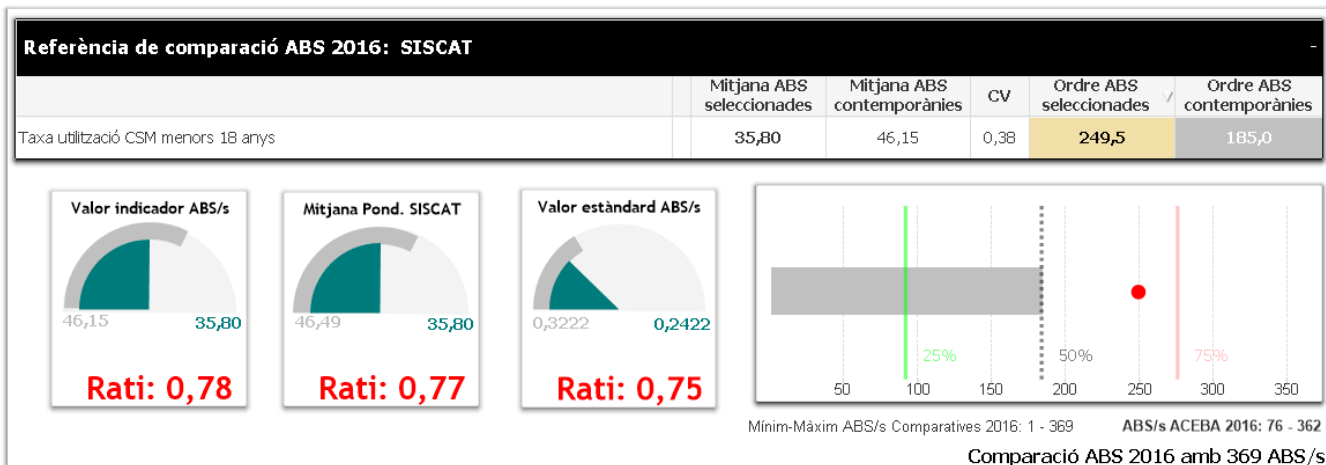 Referència de comparació ABS 2016: SISCAT -
Mitjana ABS seleccionades Mitjana ABS contemporànies CV Ordre ABS seleccionades Ordre ABS contemporànies
Taxa utilització CSM menors 18 anys 35,80 46,15 0,38 249,5 185,0
Valor indicador ABS/s
46,15 35,80
Rati: 0,78
Mitjana Pond. SISCAT
46,49 35,80
Rati: 0,77
Valor estàndard ABS/s
0,3222 0,2422
Rati: 0,75
25% 50% 75%
50 100 150 200 250 300 350
Mínim-Màxim ABS/s Comparatives 2016: 1 - 369 ABS/s ACEBA 2016: 76 - 362
Comparació ABS 2016 amb 369 ABS/s